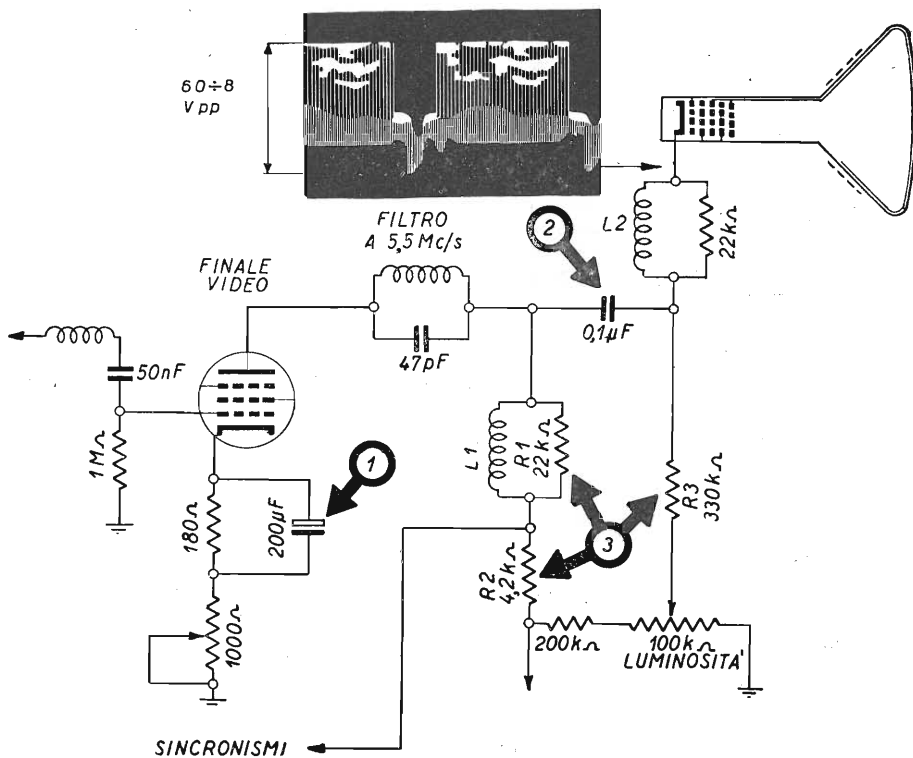 60÷8
Vpp
FILTRO
A 5,5 Mc/s
FINALE
VIDEO
2
L2
22kΩ
50nF
47pF
0,1µF
1MΩ
1
L1
R1
22kΩ
R3
330kΩ
180Ω
200µF
3
R2
4,2kΩ
1000Ω
200kΩ
100kΩ
LUMINOSITA'
SINCRONISMI